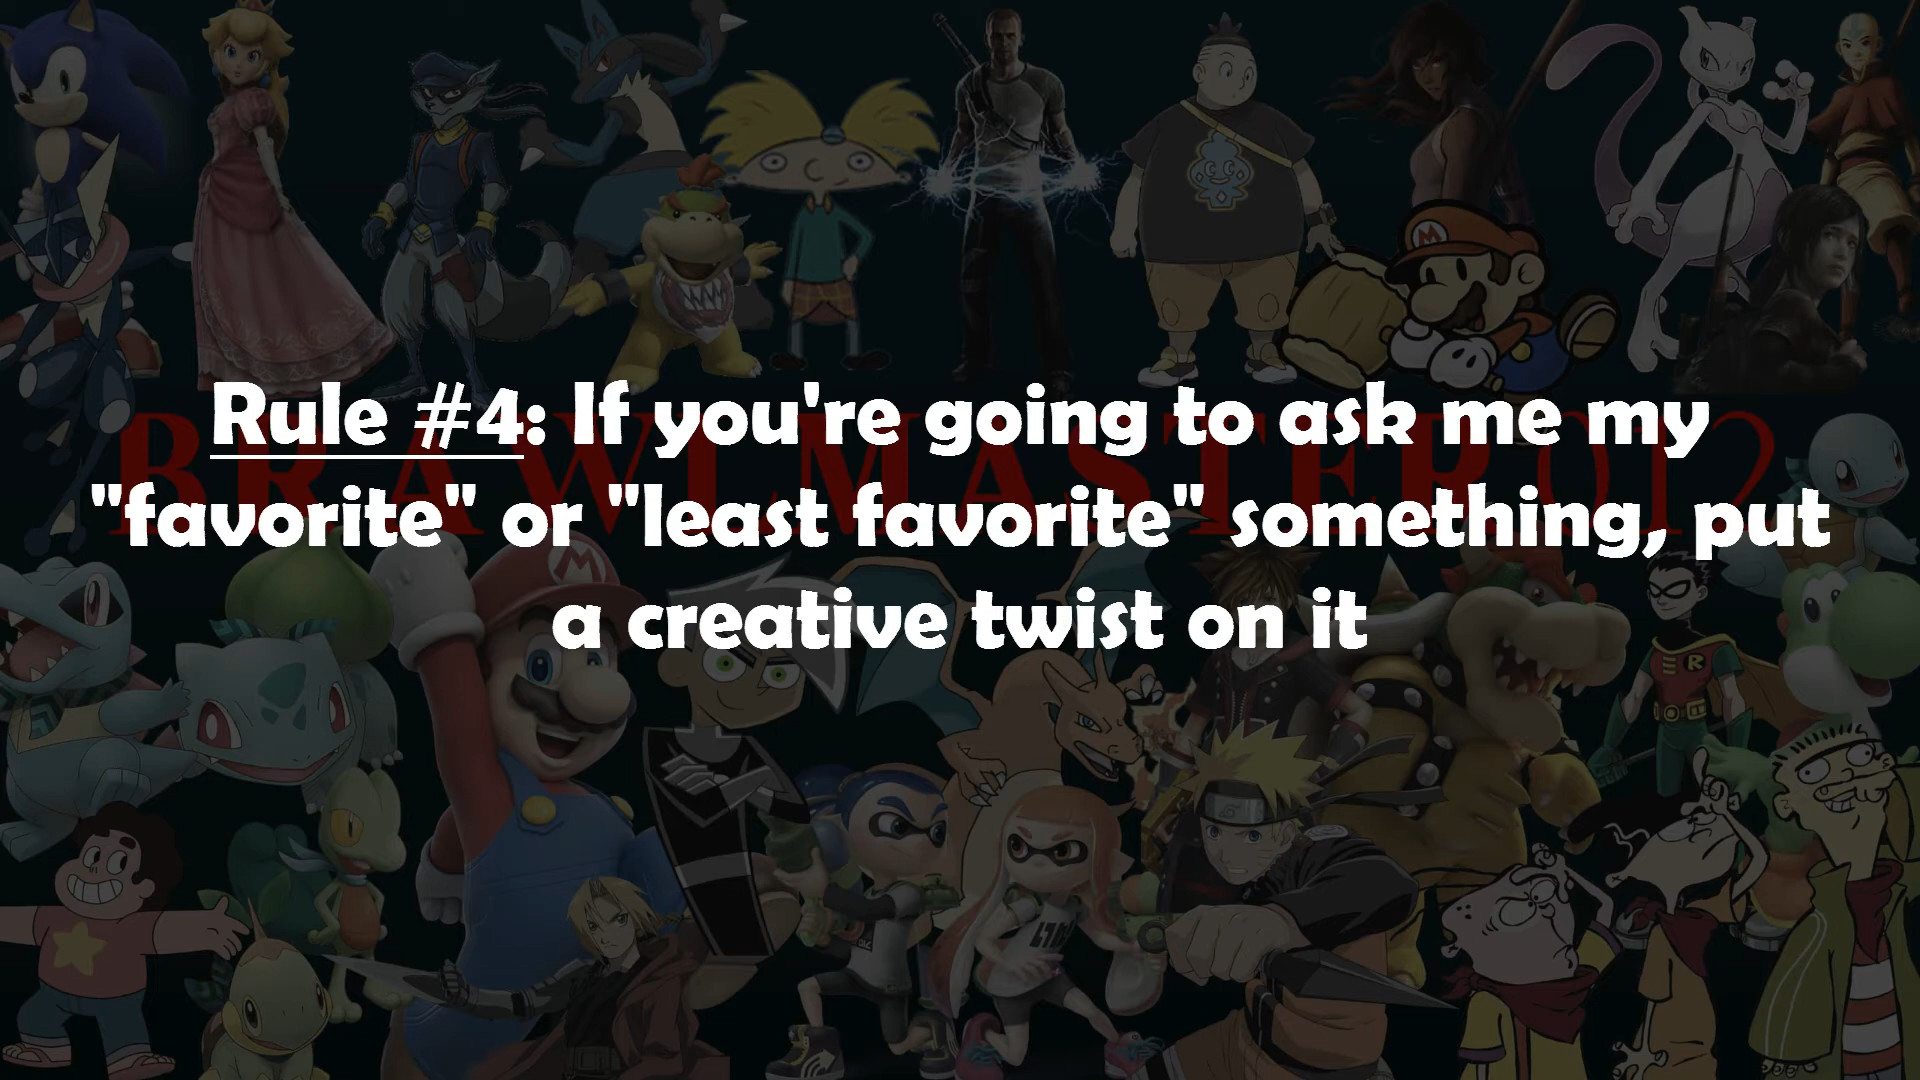 Rule #4: If you're going to ask me my
"favorite" or "least favorite" something, put
a creative twist on it
BRAWLMASTER012
M
M
R